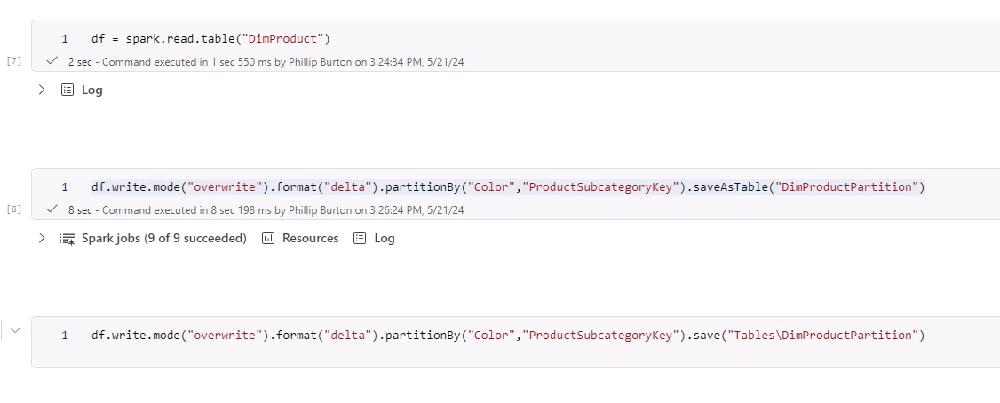 1 df = spark.read.table("DimProduct")
[7] 2 sec - Command executed in 1 sec 550 ms by Phillip Burton on 3:24:34 PM, 5/21/24
Log
1 df.write.mode("overwrite").format("delta").partitionBy("Color","ProductSubcategoryKey").saveAsTable("DimProductPartition")
[8] 8 sec - Command executed in 8 sec 198 ms by Phillip Burton on 3:26:24 PM, 5/21/24
Spark jobs (9 of 9 succeeded) Resources Log
1 df.write.mode("overwrite").format("delta").partitionBy("Color","ProductSubcategoryKey").save("Tables\DimProductPartition")